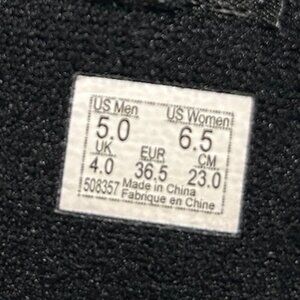 US Men US Women
5.0 6.5
UK EUR CM
4.0 36.5 23.0
508357 Made in China
Fabrique en Chine